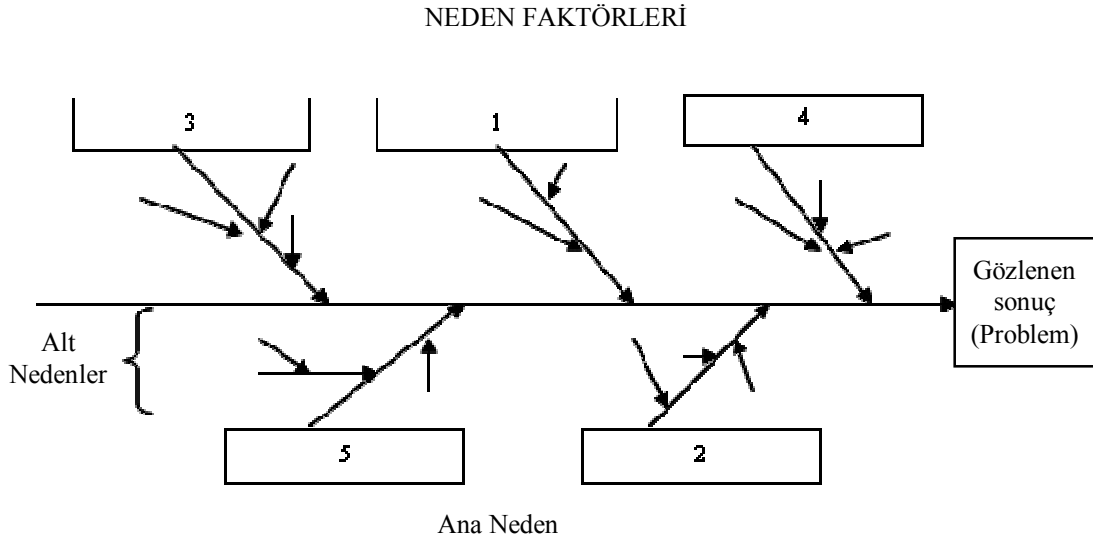 NEDEN FAKTÖRLERİ
3
1
4
Gözlenen
sonuç
(Problem)
Alt
Nedenler
5
2
Ana Neden